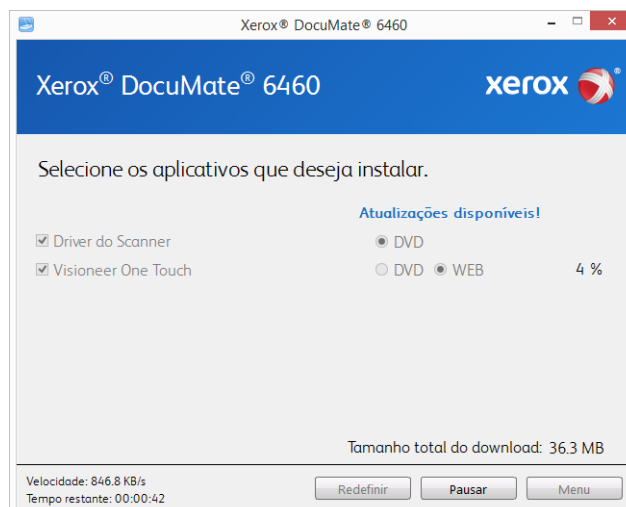 Xerox® DocuMate® 6460
Xerox® DocuMate® 6460
xerox®
Selecione os aplicativos que deseja instalar.
Atualizações disponíveis!
Driver do Scanner DVD
Visioneer One Touch DVD WEB 4 %
Tamanho total do download: 36.3 MB
Velocidade: 846.8 KB/s
Tempo restante: 00:00:42
Redefinir Pausar Menu